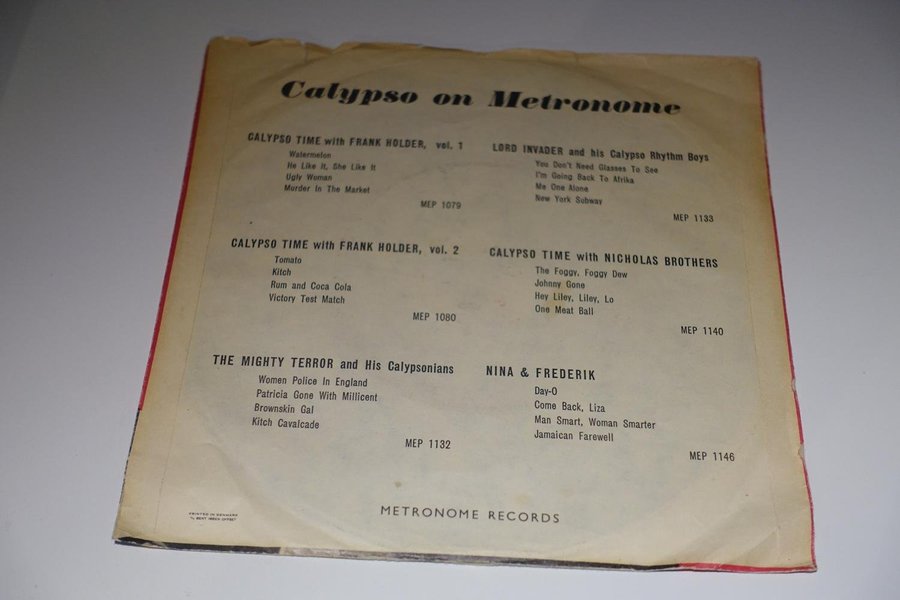 Calypso on Metronome
CALYPSO TIME with FRANK HOLDER, vol. 1
Watermelon
He Like It, She Like It
Ugly Woman
Murder In The Market
MEP 1079
CALYPSO TIME with FRANK HOLDER, vol. 2
Tomato
Kitch
Rum and Coca Cola
Victory Test Match
MEP 1080
THE MIGHTY TERROR and His Calypsonians
Women Police In England
Patricia Gone With Millicent
Brownskin Gal
Kitch Cavalcade
MEP 1132
LORD INVADER and his Calypso Rhythm Boys
You Don't Need Glasses To See
I'm Going Back To Afrika
Me One Alone
New York Subway
MEP 1133
CALYPSO TIME with NICHOLAS BROTHERS
The Foggy, Foggy Dew
Johnny Gone
Hey Liley, Liley, Lo
One Meat Ball
MEP 1140
NINA & FREDERIK
Day-O
Come Back, Liza
Man Smart, Woman Smarter
Jamaican Farewell
MEP 1146
PRINTED IN DENMARK
METRONOME RECORDS